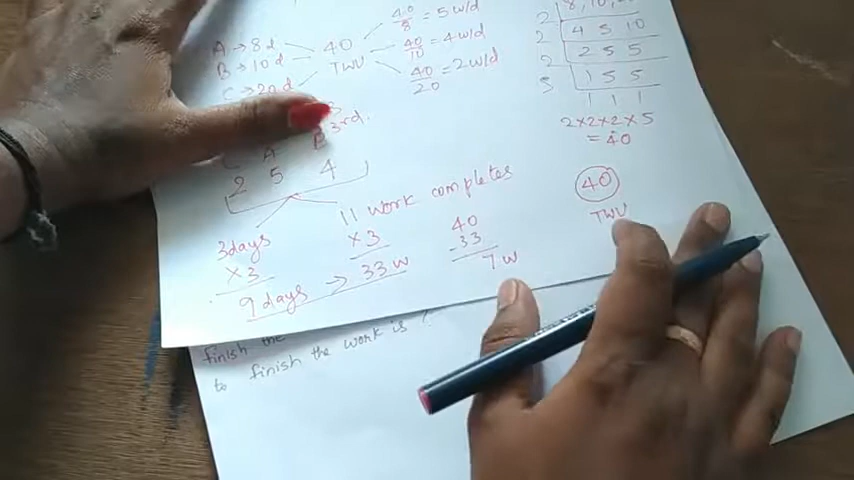 A → 8 d
B → 10 d
C → 20 d
40
TWU
40/8 = 5 w/d
40/10 = 4 w/d
40/20 = 2 w/d
8, 10, 20
2 | 4 5 10
2 | 2 5 5
5 | 1 5 5
1 1 1
2×2×2×5
= 40
40
TWU
3rd.
C A B
2 5 4
11 work completes
3days
×3
9 days
×3
→ 33 w
40
-33
7 w
finish the
to finish the work is ?